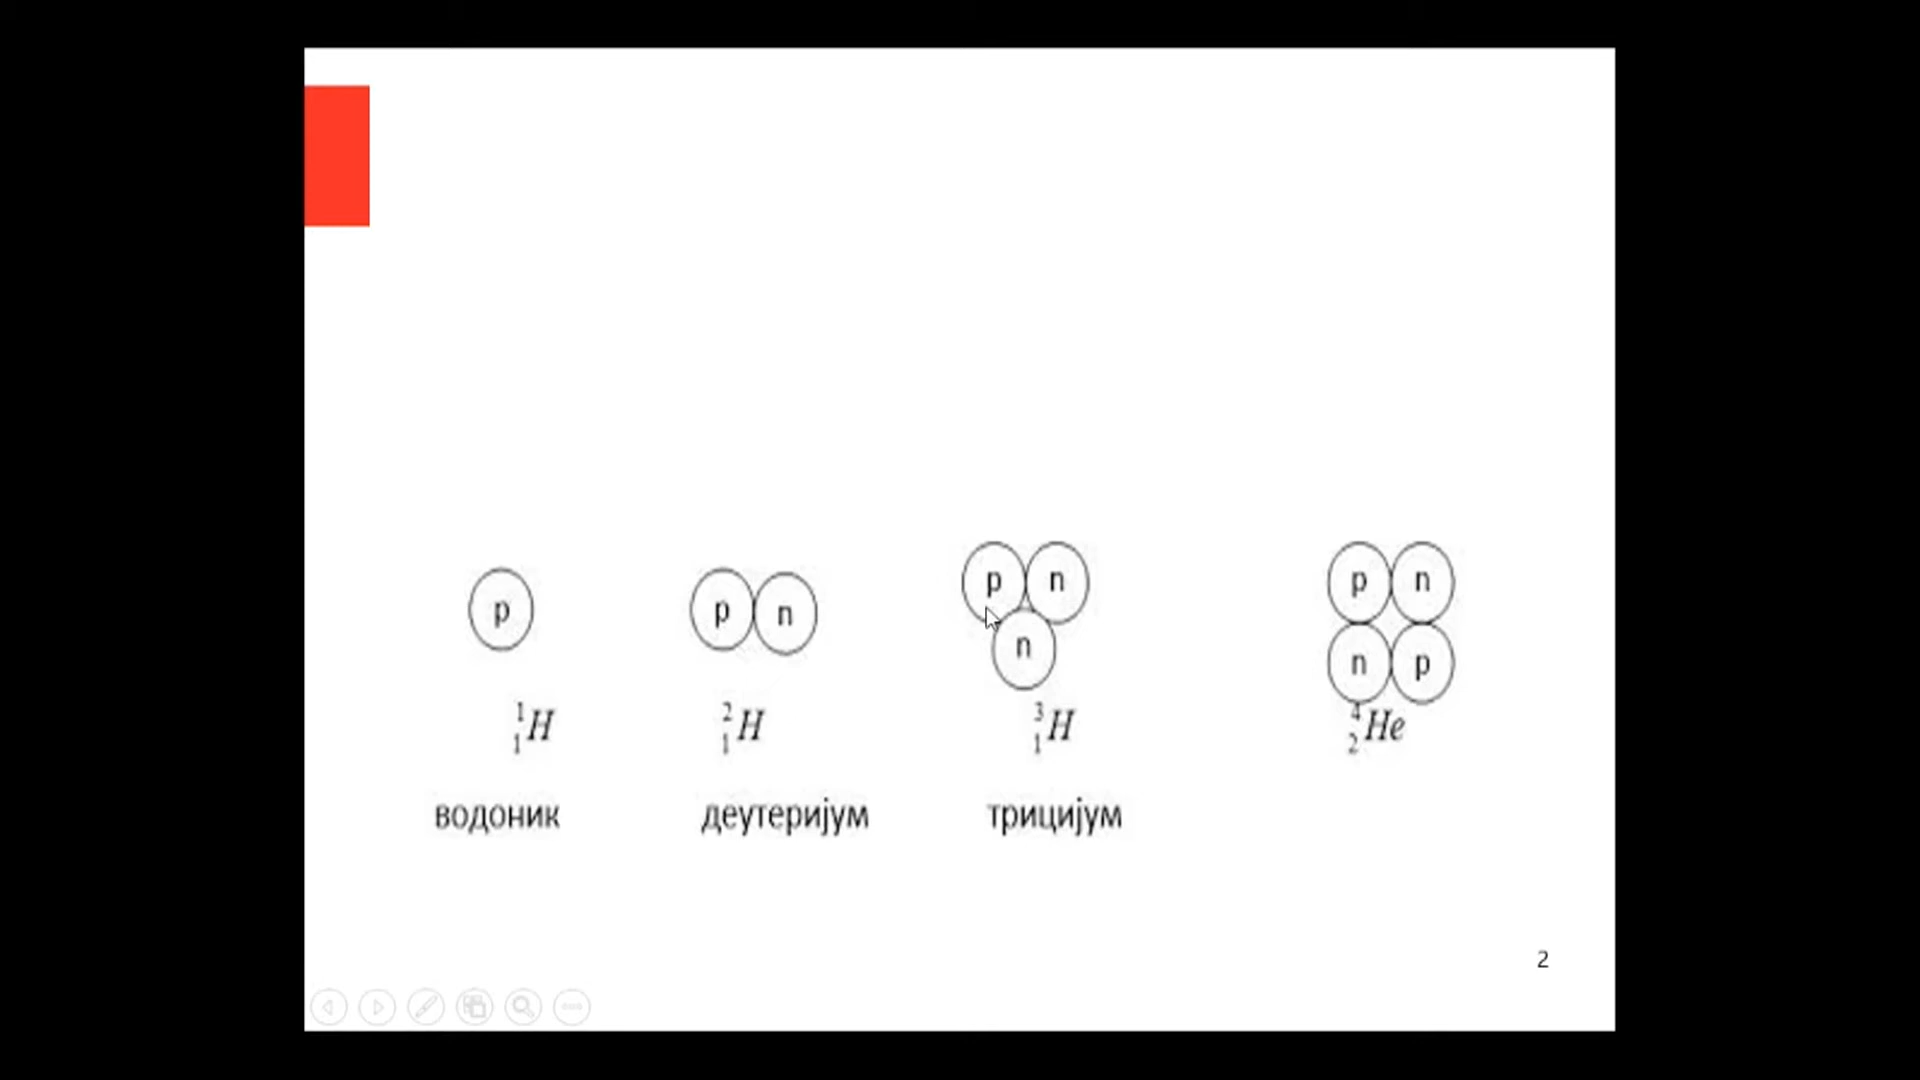 p
p n
p n
n
p n
n p
¹₁H
²₁H
³₁H
⁴₂He
водоник
деутеријум
трицијум
2